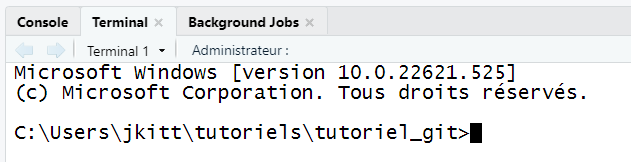 Console Terminal Background Jobs
Terminal 1 Administrateur :
Microsoft Windows [version 10.0.22621.525]
(c) Microsoft Corporation. Tous droits réservés.
C:\Users\jkitt\tutoriels\tutoriel_git>